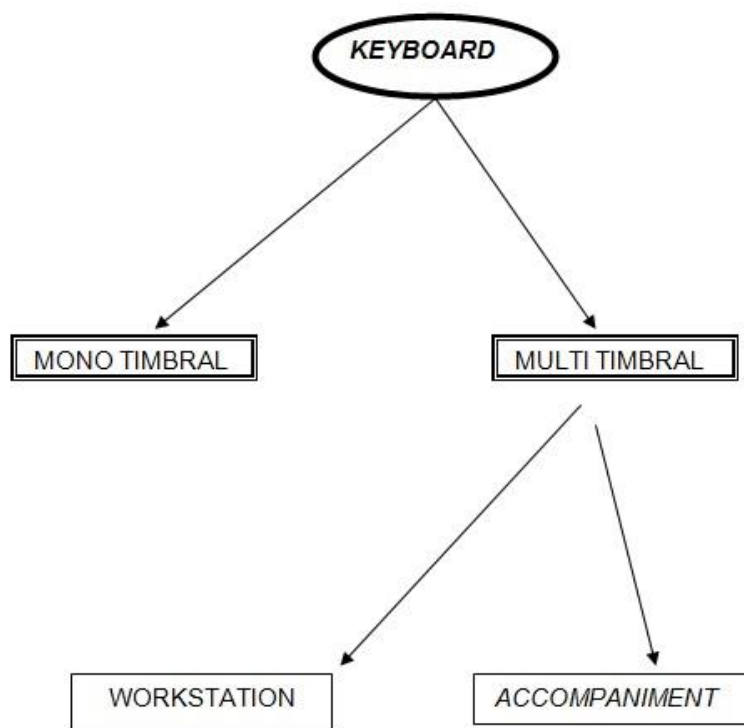 KEYBOARD
MONO TIMBRAL
MULTI TIMBRAL
WORKSTATION
ACCOMPANIMENT